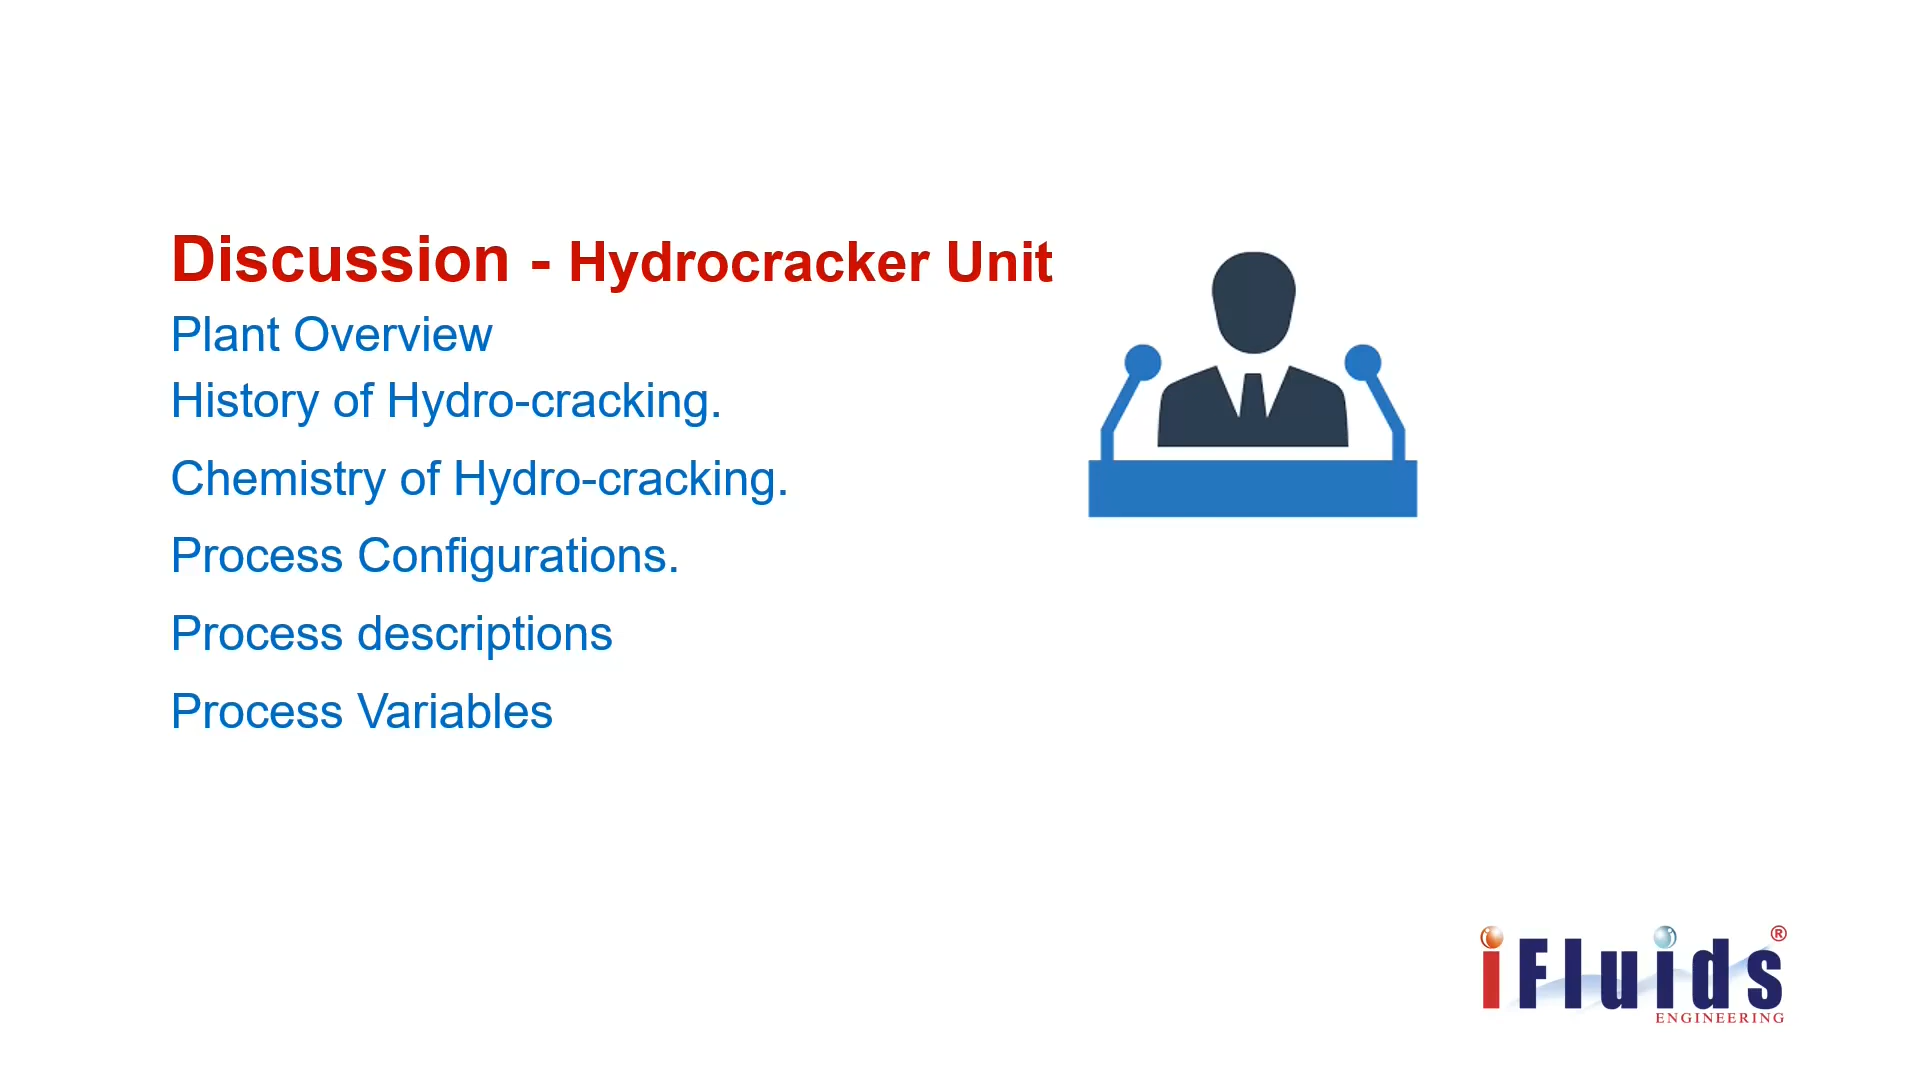 Discussion - Hydrocracker Unit
Plant Overview
History of Hydro-cracking.
Chemistry of Hydro-cracking.
Process Configurations.
Process descriptions
Process Variables
iFluids®
ENGINEERING